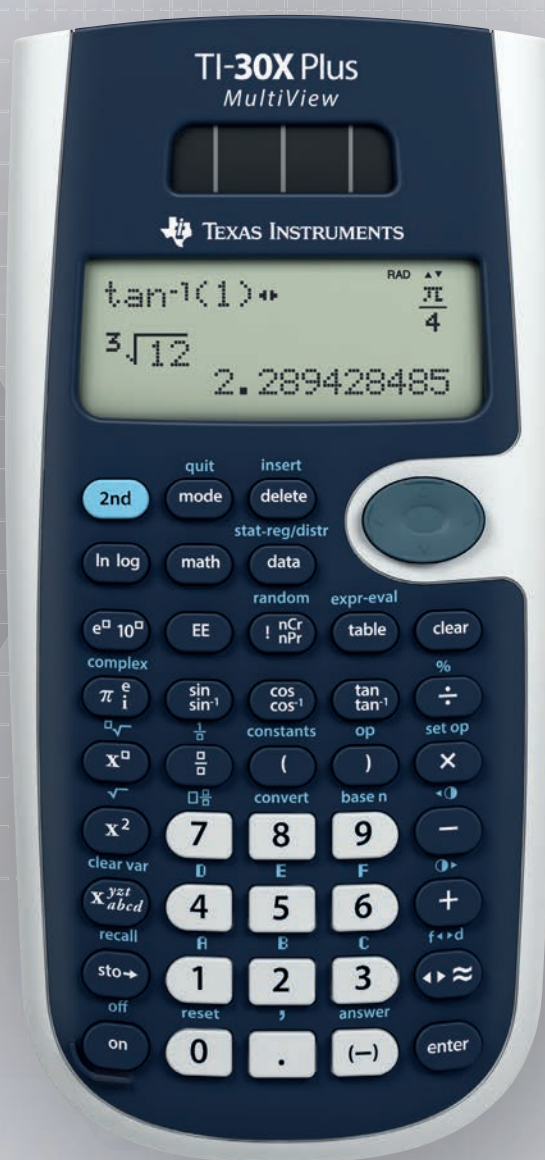 TI-30X Plus
MultiView
TEXAS INSTRUMENTS
RAD ▲▼
tan⁻¹(1)◂▸ π/4
³√12
2.289428485
quit insert
2nd mode delete
stat-reg/distr
ln log math data
random expr-eval
e▫ 10▫ EE ! nCr nPr table clear
complex %
π e i sin sin⁻¹ cos cos⁻¹ tan tan⁻¹ ÷
▫√ 1/▫ constants op set op
x▫ ▫/▫ ( ) ×
√ ▫▫/▫ convert base n ◂◑
x² 7 8 9 −
clear var D E F ◑▸
x yzt abcd 4 5 6 +
recall A B C f◂▸d
sto→ 1 2 3 ◂▸≈
off reset , answer
on 0 . (−) enter